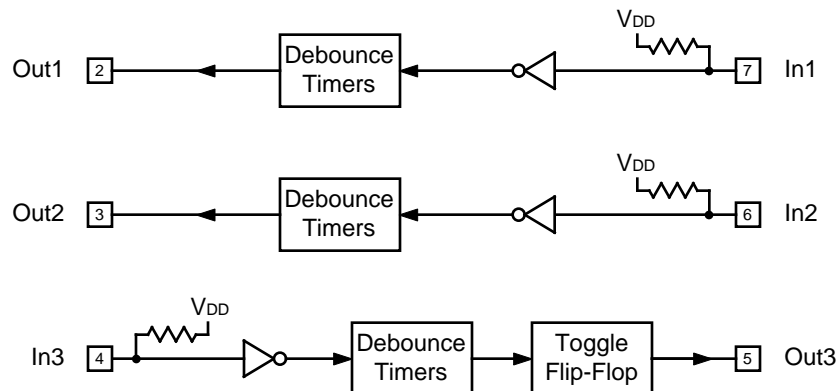 VDD
Out1 2 Debounce Timers 7 In1
VDD
Out2 3 Debounce Timers 6 In2
VDD
In3 4 Debounce Timers Toggle Flip-Flop 5 Out3